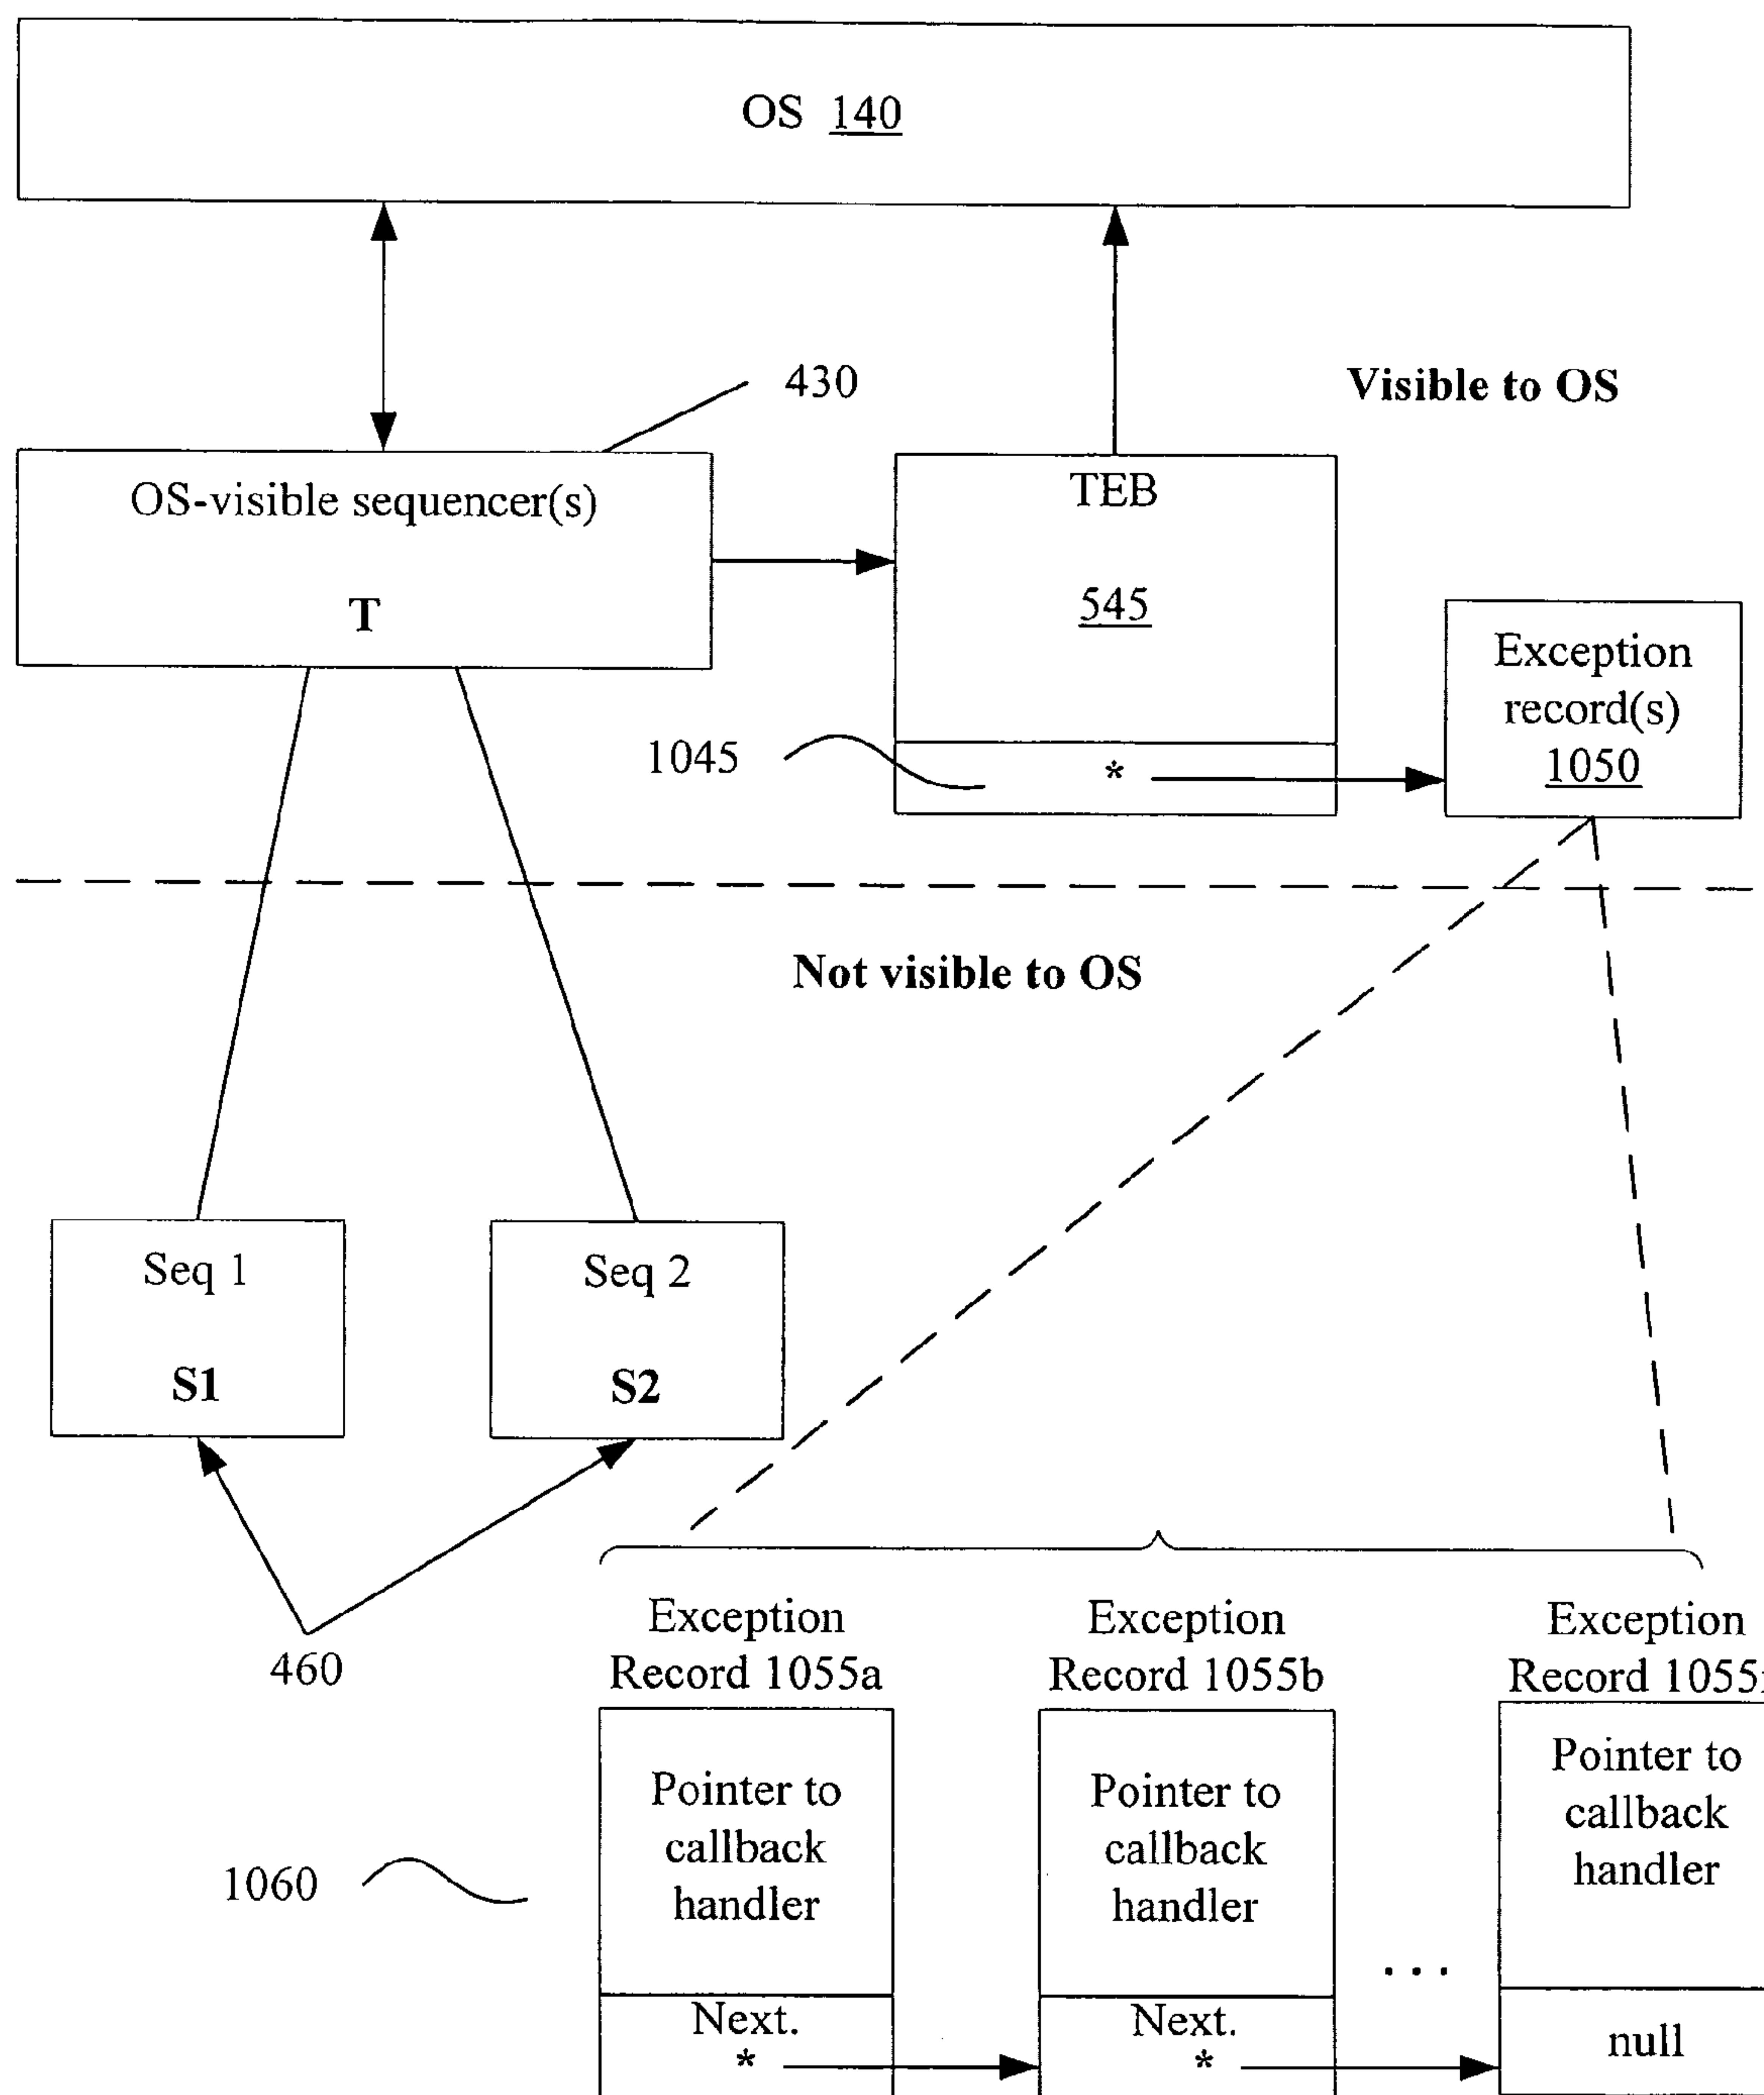 OS 140
430
Visible to OS
OS-visible sequencer(s)
T
TEB
545
Exception
record(s)
1050
1045
*
Not visible to OS
Seq 1
S1
Seq 2
S2
460
Exception
Record 1055a
Exception
Record 1055b
Exception
Record
Pointer to
callback
handler
Pointer to
callback
handler
Pointer to
callback
handler
1060
...
Next.
*
Next.
*
null